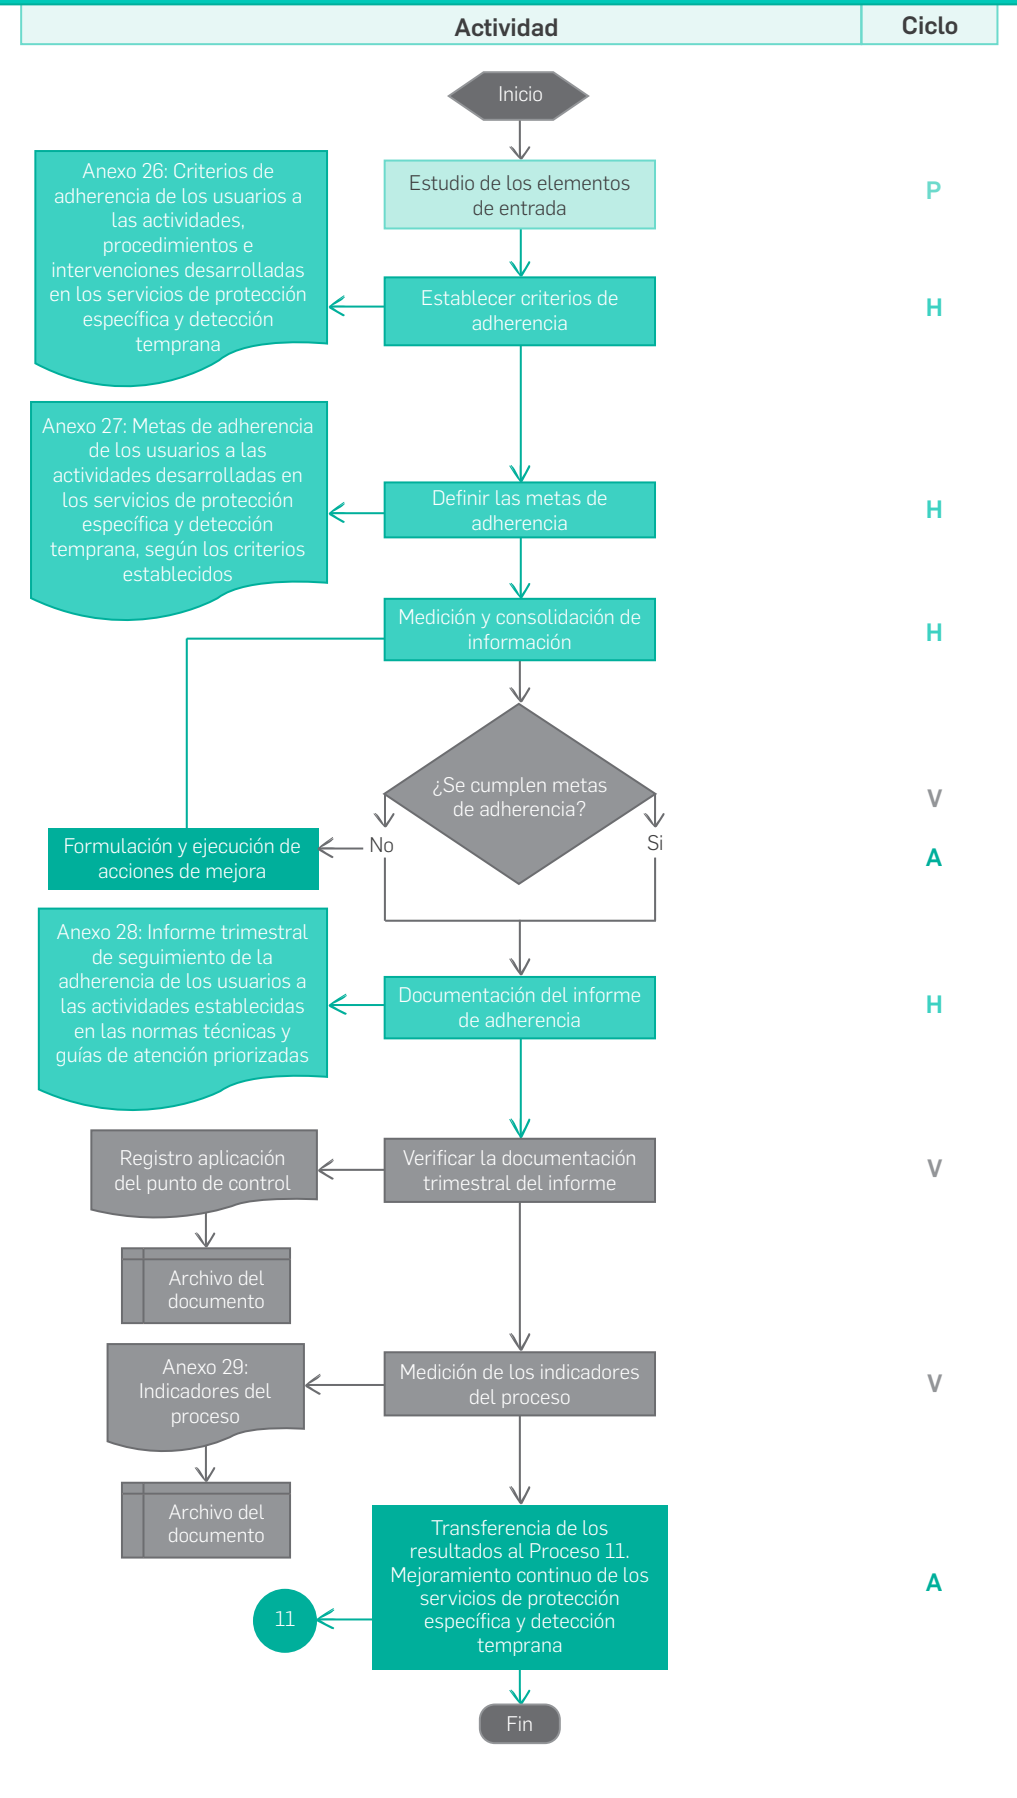 Actividad
Ciclo
Inicio
Estudio de los elementos
de entrada
P
Anexo 26: Criterios de
adherencia de los usuarios a
las actividades,
procedimientos e
intervenciones desarrolladas
en los servicios de protección
específica y detección
temprana
Establecer criterios de
adherencia
H
Anexo 27: Metas de adherencia
de los usuarios a las
actividades desarrolladas en
los servicios de protección
específica y detección
temprana, según los criterios
establecidos
Definir las metas de
adherencia
H
Medición y consolidación de
información
H
¿Se cumplen metas
de adherencia?
V
No
Si
Formulación y ejecución de
acciones de mejora
A
Anexo 28: Informe trimestral
de seguimiento de la
adherencia de los usuarios a
las actividades establecidas
en las normas técnicas y
guías de atención priorizadas
Documentación del informe
de adherencia
H
Registro aplicación
del punto de control
Verificar la documentación
trimestral del informe
V
Archivo del
documento
Anexo 29:
Indicadores del
proceso
Medición de los indicadores
del proceso
V
Archivo del
documento
Transferencia de los
resultados al Proceso 11.
Mejoramiento continuo de los
servicios de protección
específica y detección
temprana
A
11
Fin